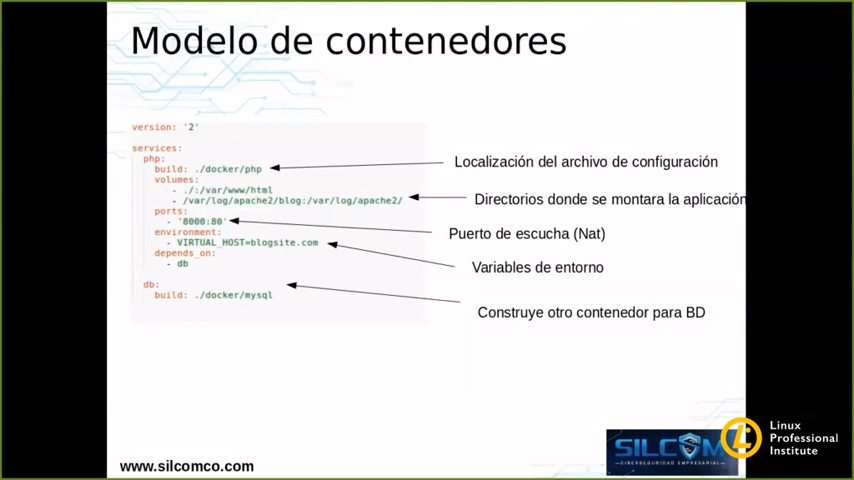 Modelo de contenedores
version: '2'
services:
php:
build: ./docker/php
Localización del archivo de configuración
volumes:
- ./:/var/www/html
- /var/log/apache2/blog:/var/log/apache2/
Directorios donde se montara la aplicación
ports:
- '8000:80'
Puerto de escucha (Nat)
environment:
- VIRTUAL_HOST=blogsite.com
Variables de entorno
depends_on:
- db
db:
build: ./docker/mysql
Construye otro contenedor para BD
www.silcomco.com
SILCOM
CIBERSEGURIDAD EMPRESARIAL
Linux
Professional
Institute